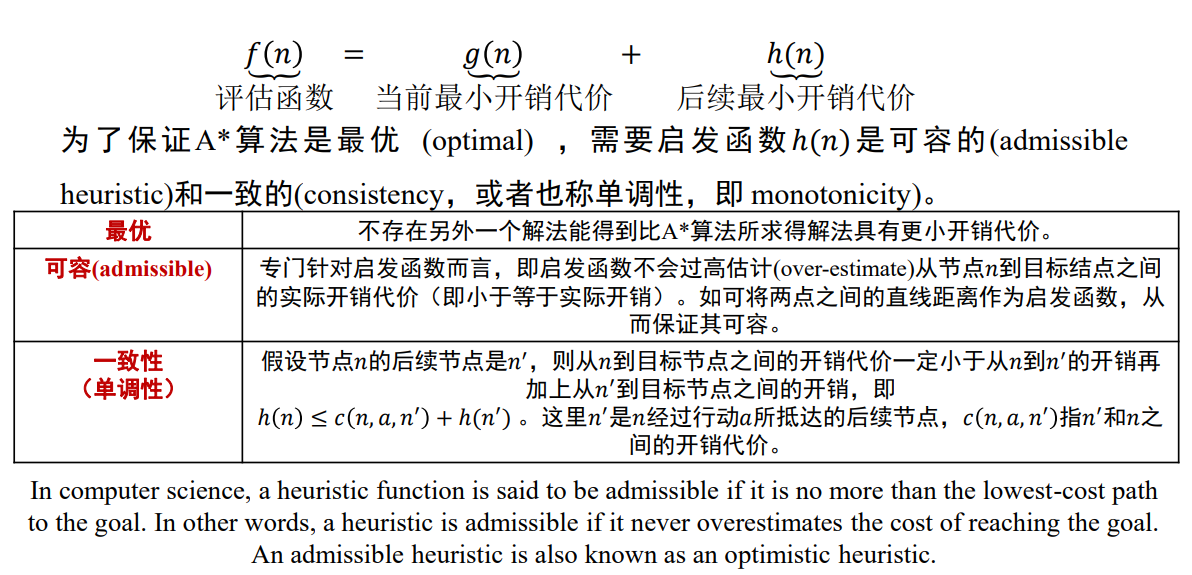 f(n) = g(n) + h(n)
评估函数 当前最小开销代价 后续最小开销代价
为了保证A*算法是最优 (optimal) ，需要启发函数h(n)是可容的(admissible
heuristic)和一致的(consistency，或者也称单调性，即 monotonicity)。
最优 不存在另外一个解法能得到比A*算法所求得解法具有更小开销代价。
可容(admissible) 专门针对启发函数而言，即启发函数不会过高估计(over-estimate)从节点n到目标结点之间
的实际开销代价（即小于等于实际开销）。如可将两点之间的直线距离作为启发函数，从
而保证其可容。
一致性
（单调性）
假设节点n的后续节点是n′，则从n到目标节点之间的开销代价一定小于从n到n′的开销再
加上从n′到目标节点之间的开销，即
h(n) ≤ c(n, a, n′) + h(n′) 。这里n′是n经过行动a所抵达的后续节点，c(n, a, n′)指n′和n之
间的开销代价。
In computer science, a heuristic function is said to be admissible if it is no more than the lowest-cost path
to the goal. In other words, a heuristic is admissible if it never overestimates the cost of reaching the goal.
An admissible heuristic is also known as an optimistic heuristic.